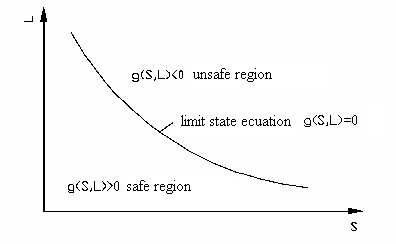 L
g(S,L)<0 unsafe region
limit state ecuation g(S,L)=0
g(S,L)>0 safe region
S